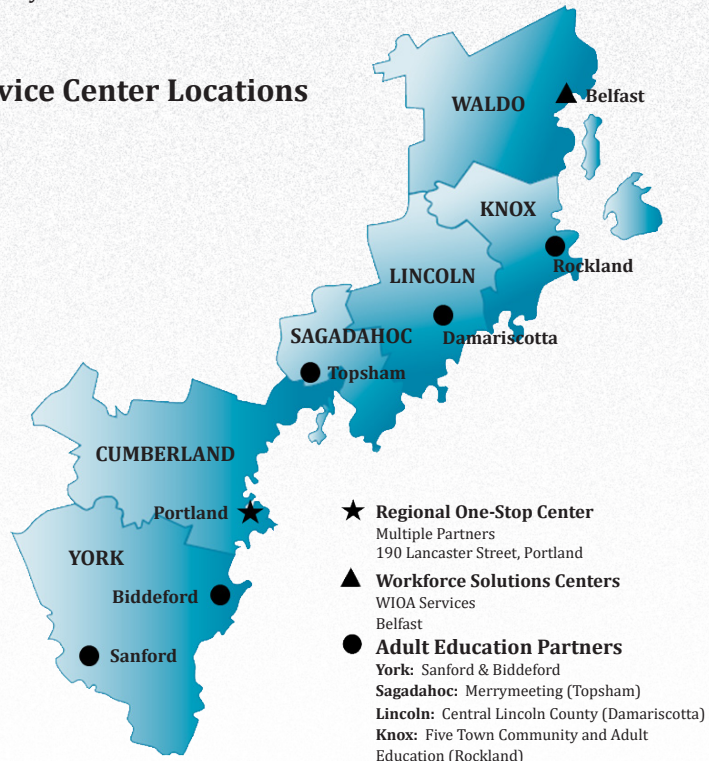 vice Center Locations
WALDO
Belfast
KNOX
Rockland
LINCOLN
Damariscotta
SAGADAHOC
Topsham
CUMBERLAND
Portland
YORK
Biddeford
Sanford
Regional One-Stop Center
Multiple Partners
190 Lancaster Street, Portland
Workforce Solutions Centers
WIOA Services
Belfast
Adult Education Partners
York: Sanford & Biddeford
Sagadahoc: Merrymeeting (Topsham)
Lincoln: Central Lincoln County (Damariscotta)
Knox: Five Town Community and Adult
Education (Rockland)